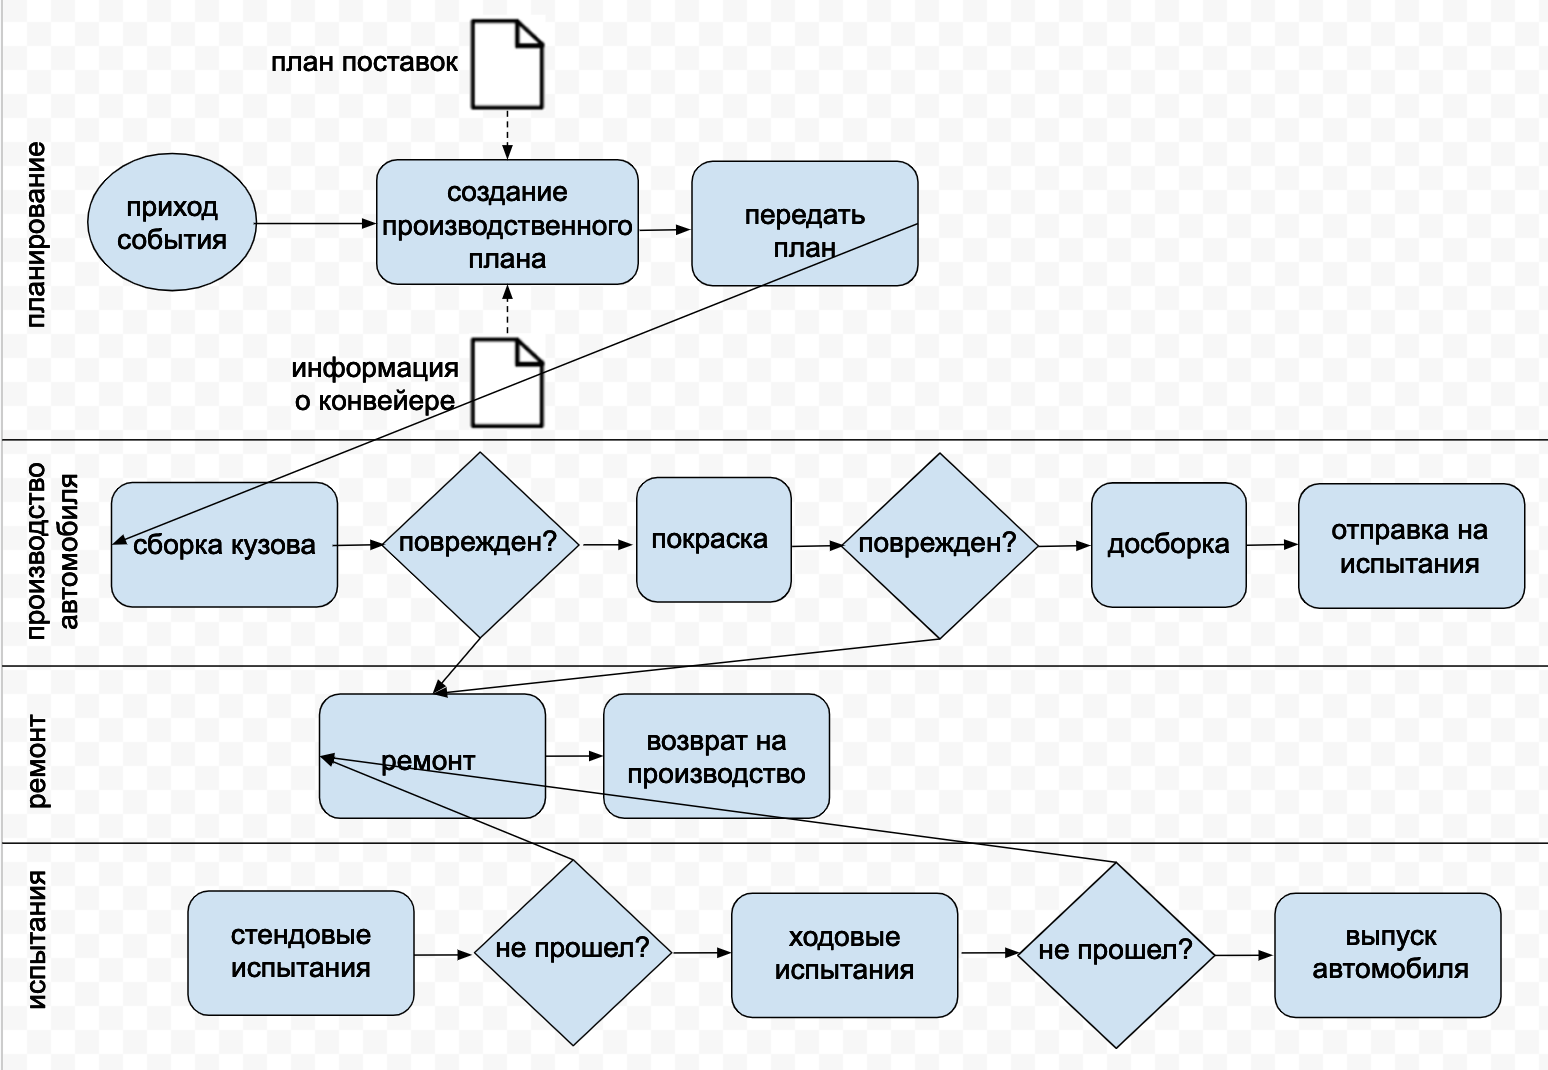 план поставок
планирование
приход
события
создание
производственного
плана
передать
план
информация
о конвейере
производство
автомобиля
сборка кузова
поврежден?
покраска
поврежден?
досборка
отправка на
испытания
ремонт
ремонт
возврат на
производство
испытания
стендовые
испытания
не прошел?
ходовые
испытания
не прошел?
выпуск
автомобиля